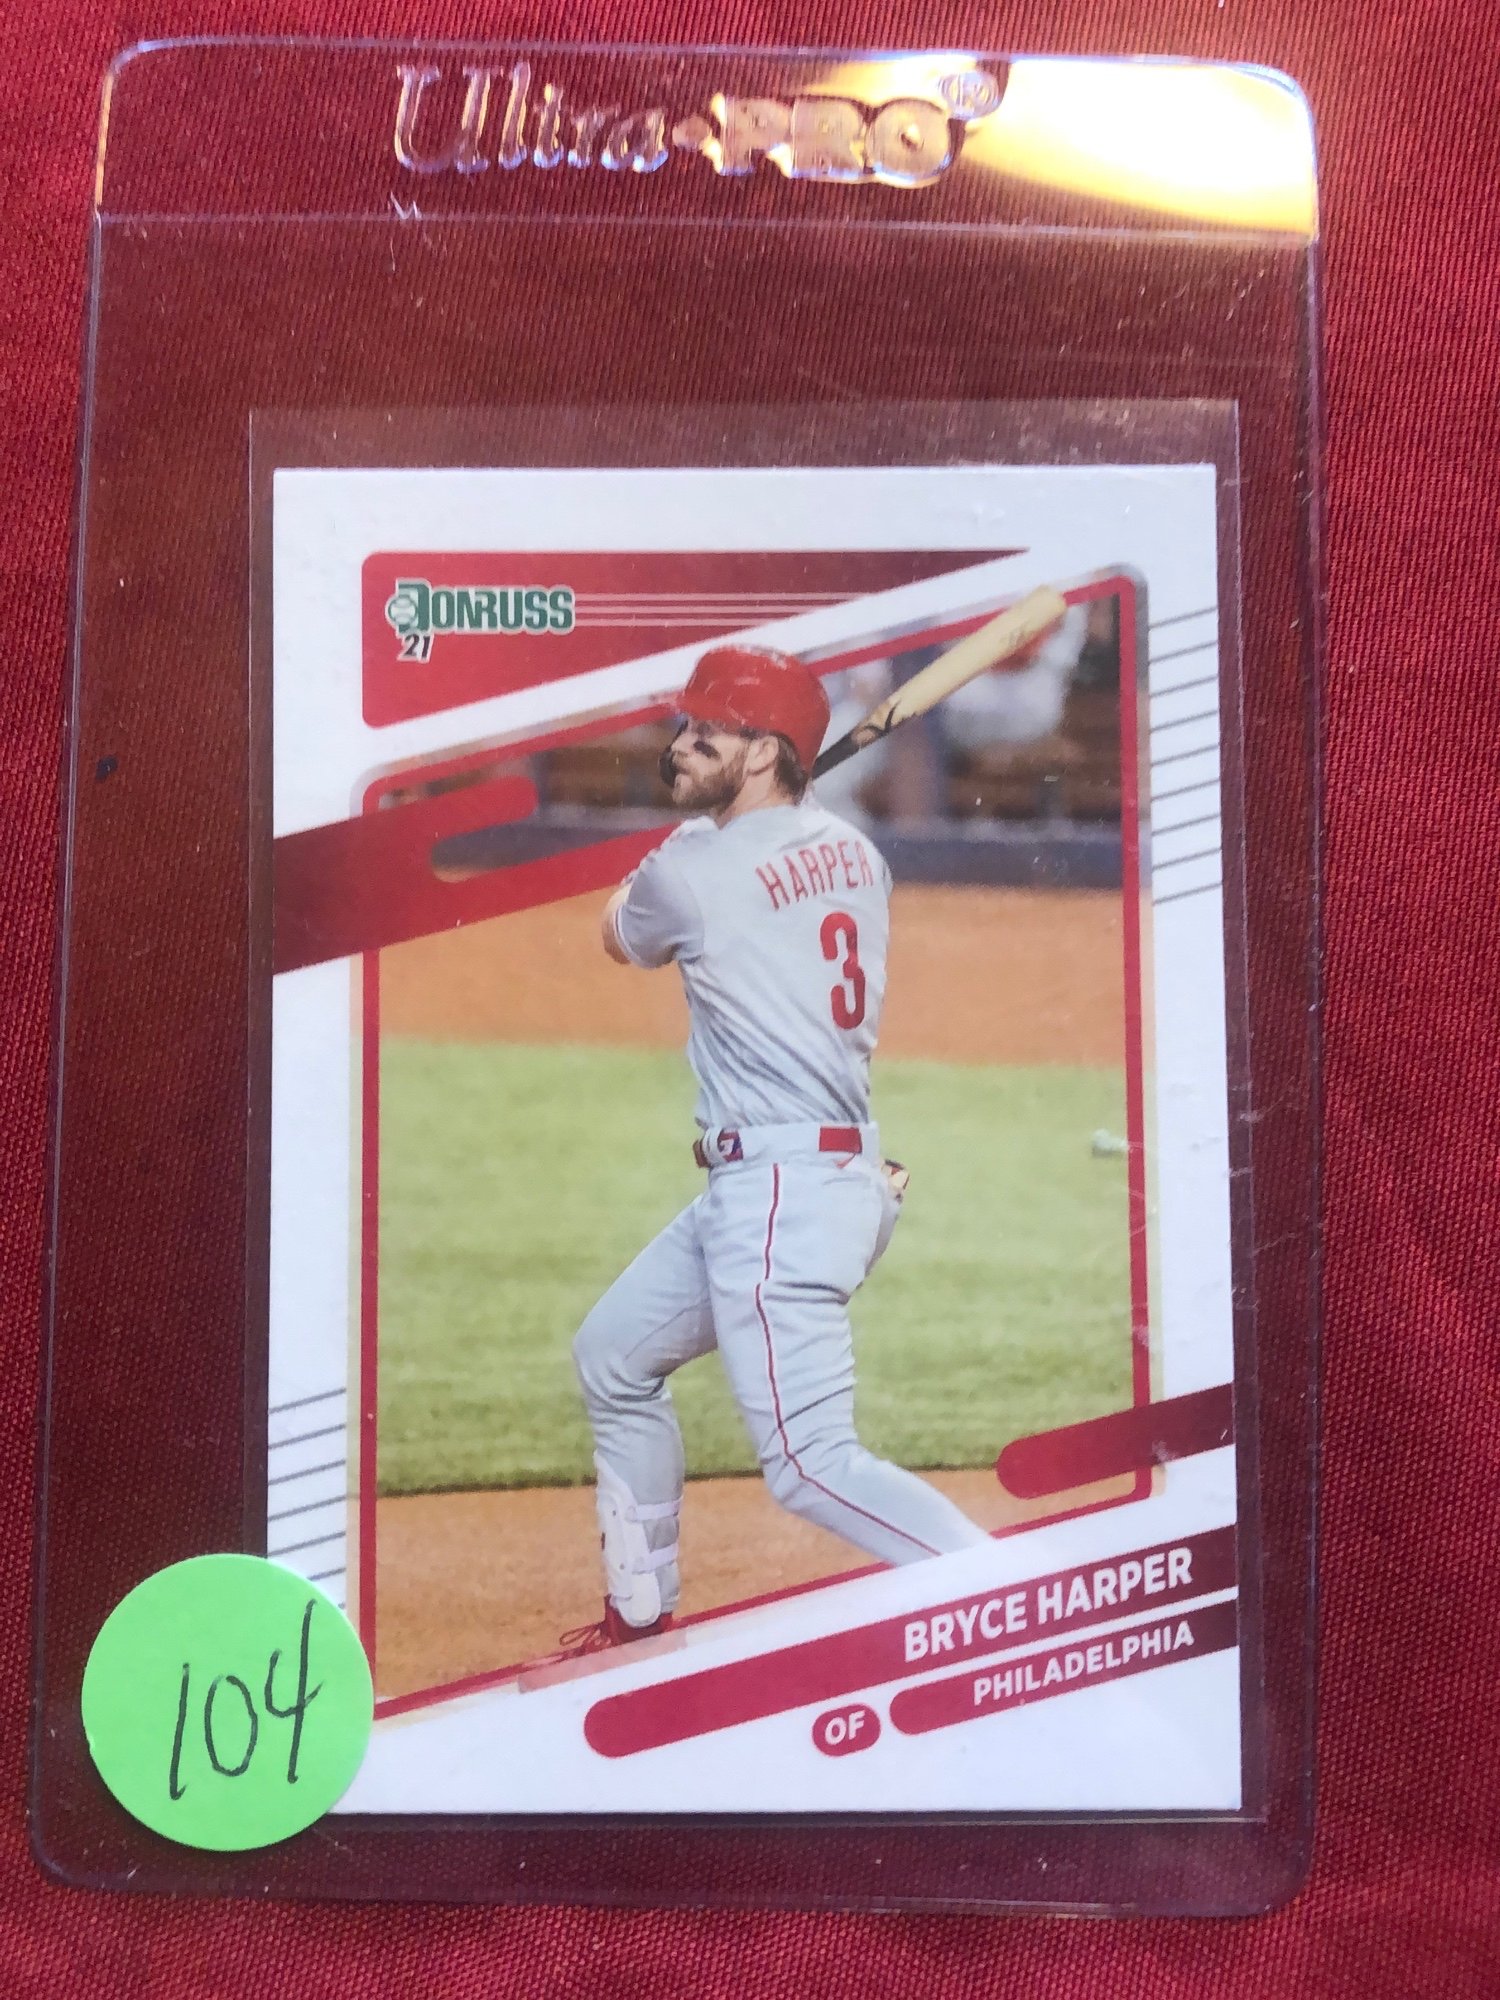 Ultra•PRO®
DONRUSS
21
HARPER
3
BRYCE HARPER
PHILADELPHIA
OF
104